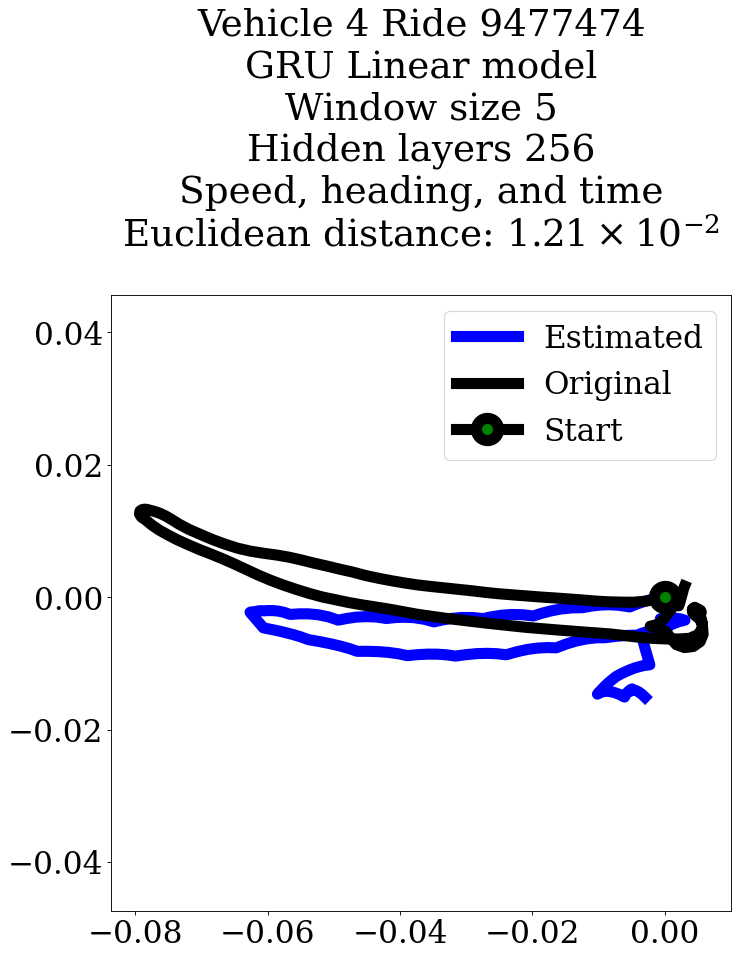 Vehicle 4 Ride 9477474
GRU Linear model
Window size 5
Hidden layers 256
Speed, heading, and time
Euclidean distance: 1.21 × 10⁻²
Estimated
Original
Start
0.04
0.02
0.00
−0.02
−0.04
−0.08 −0.06 −0.04 −0.02 0.00